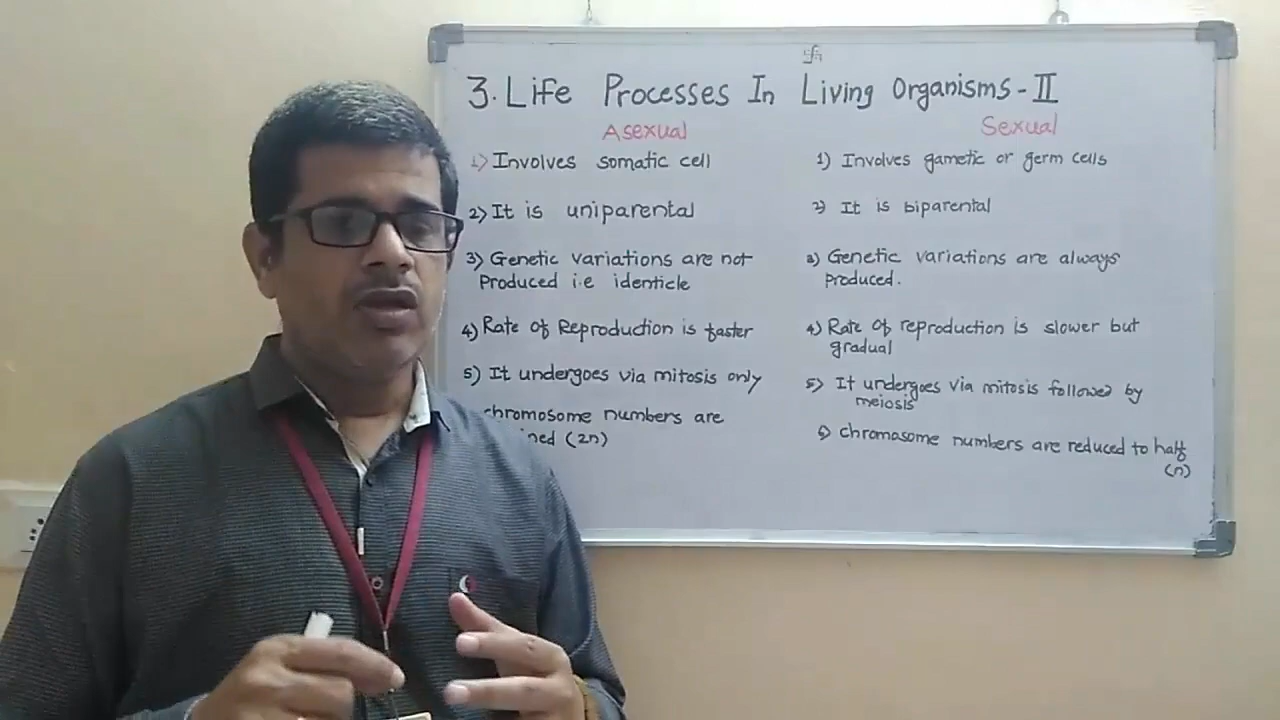 3. Life Processes In Living Organisms - II
Asexual
1) Involves somatic cell
2) It is uniparental
3) Genetic variations are not
Produced i.e identicle
4) Rate of Reproduction is faster
5) It undergoes via mitosis only
chromosome numbers are
ned (2n)
Sexual
1) Involves gametic or germ cells
2) It is biparental
3) Genetic variations are always
Produced.
4) Rate of reproduction is slower but
gradual
5) It undergoes via mitosis followed by
meiosis
6) chromasome numbers are reduced to half
(n)